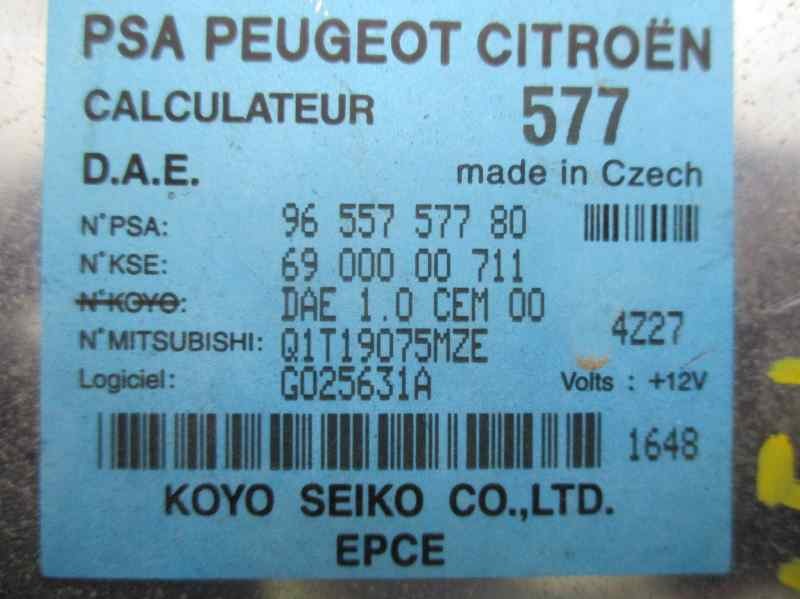 PSA PEUGEOT CITROËN
CALCULATEUR 577
D.A.E. made in Czech
N°PSA: 96 557 577 80
N°KSE: 69 000 00 711
N°KOYO: DAE 1.0 CEM 00
N°MITSUBISHI: Q1T19075MZE 4Z27
Logiciel: G025631A Volts : +12V
1648
KOYO SEIKO CO.,LTD.
EPCE